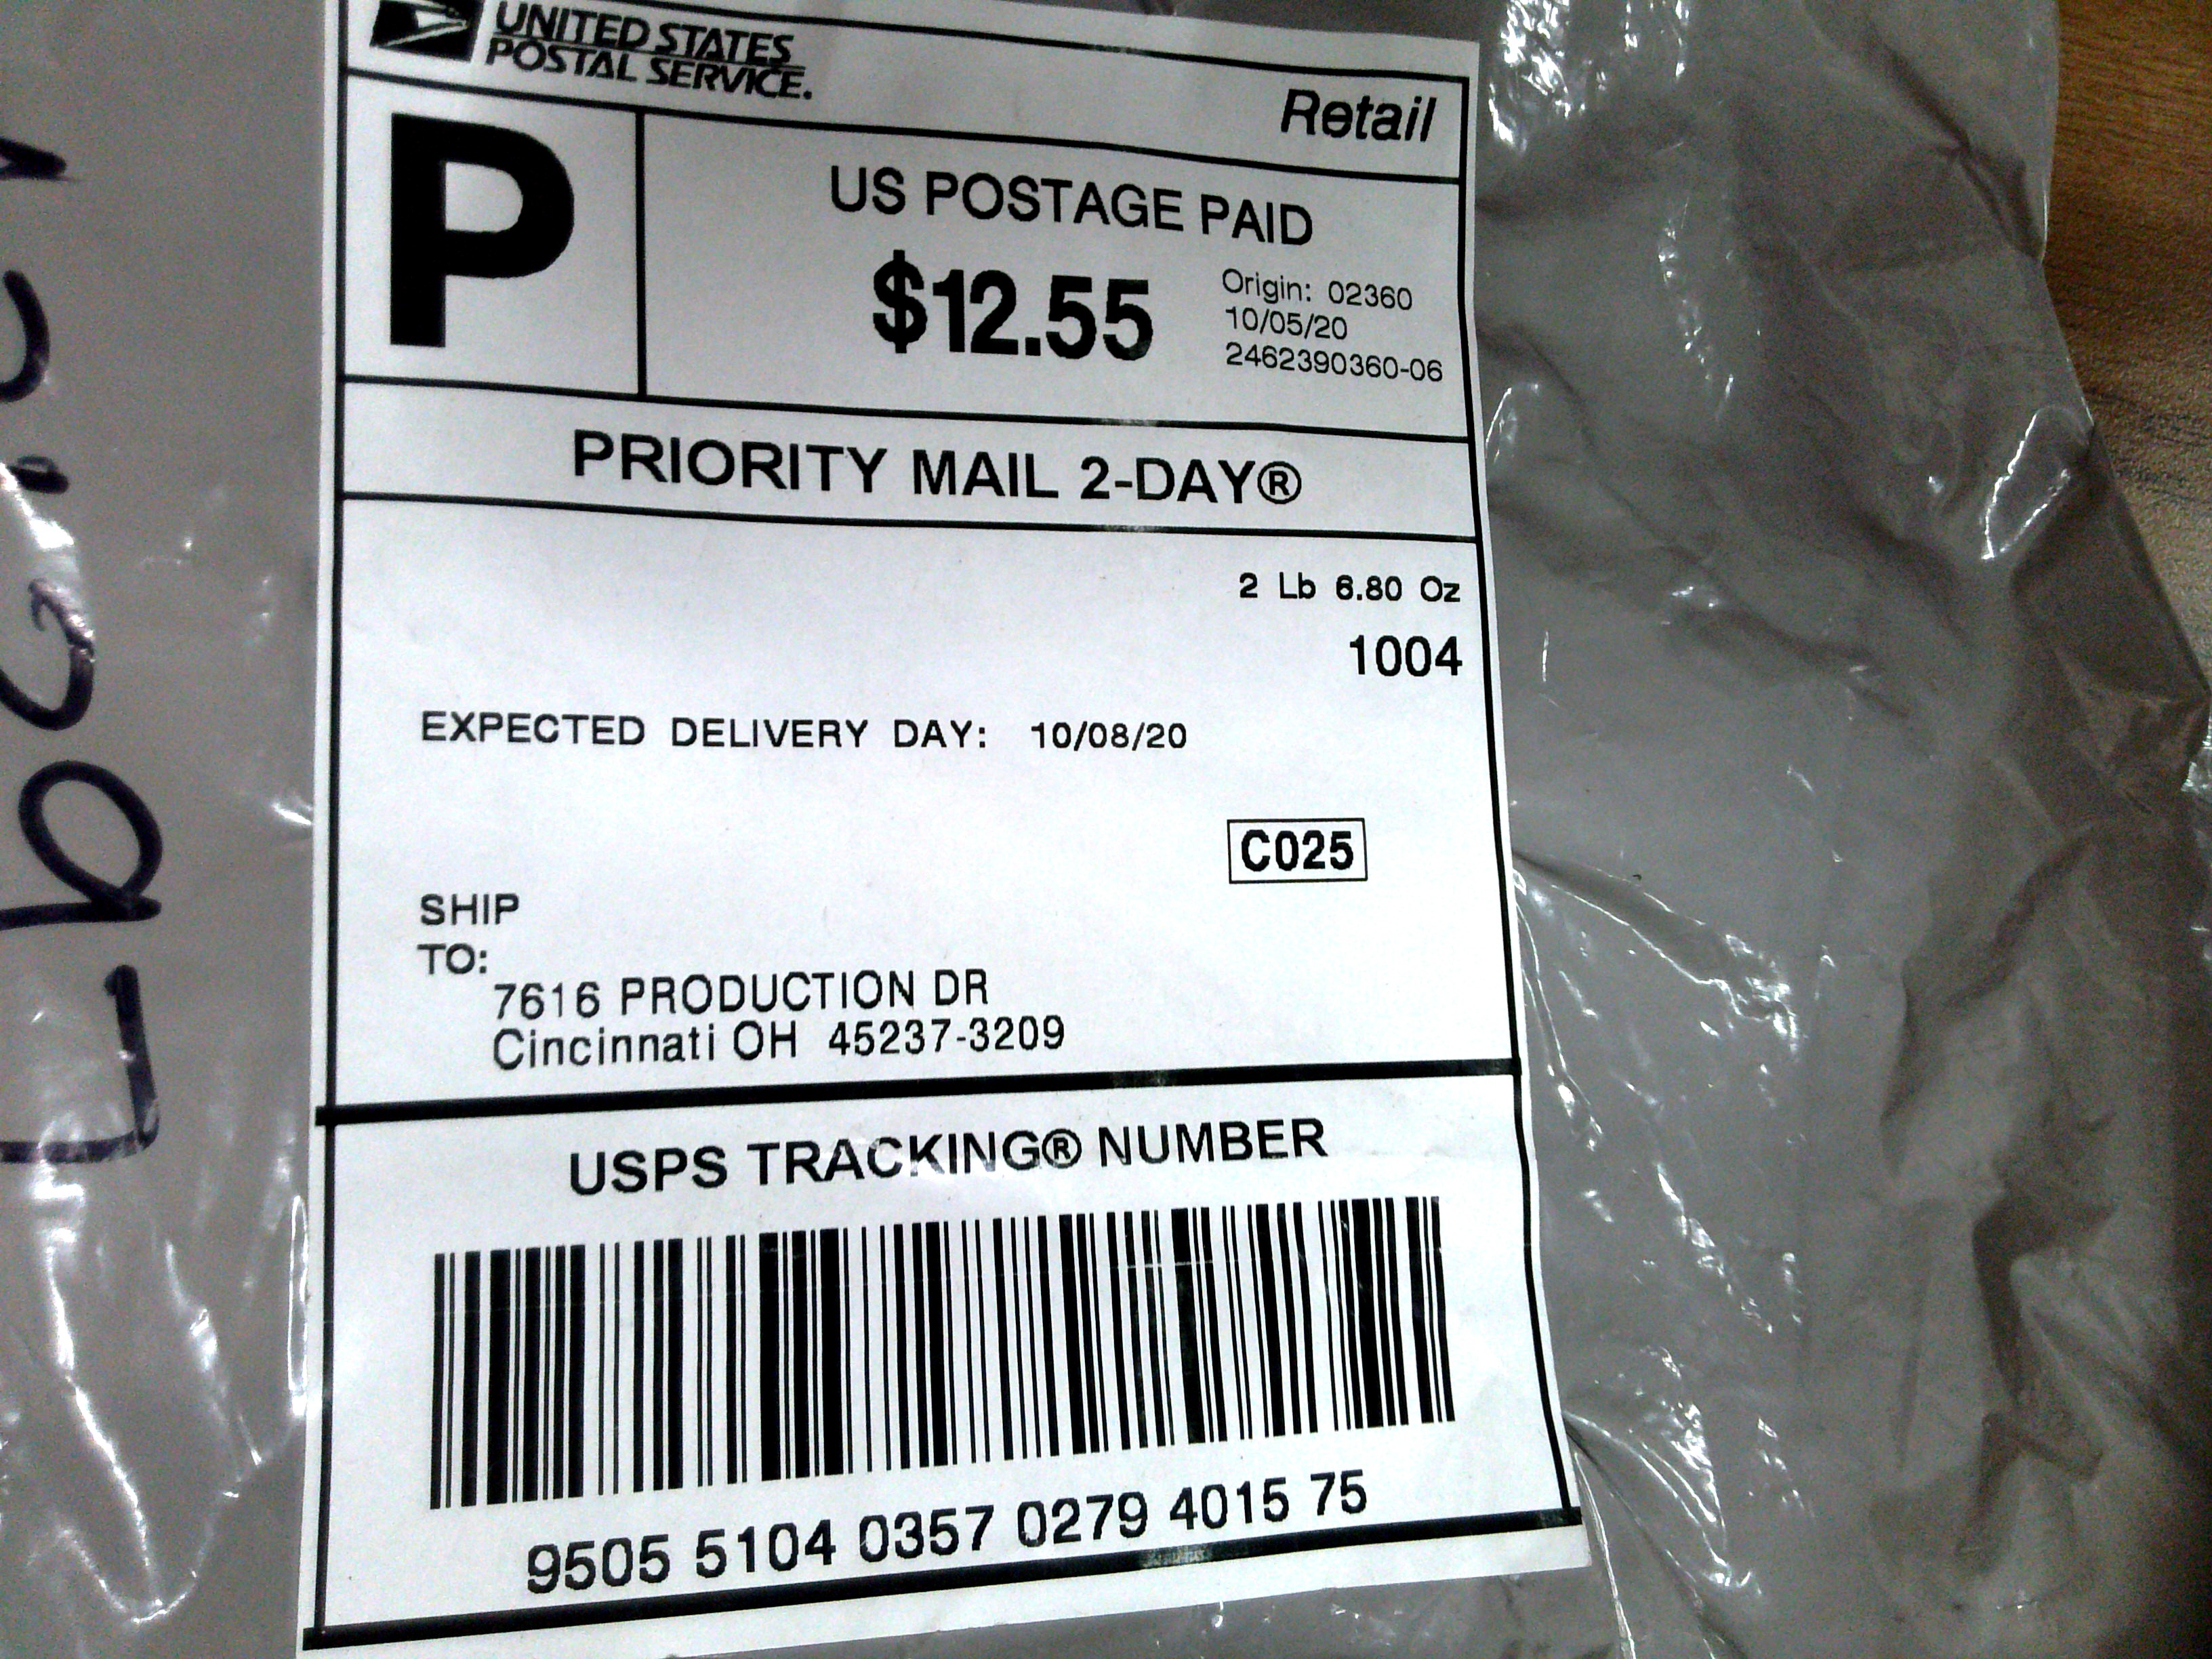 UNITED STATES
POSTAL SERVICE.
Retail
P
US POSTAGE PAID
$12.55
Origin: 02360
10/05/20
2462390360-06
PRIORITY MAIL 2-DAY®
2 Lb 6.80 Oz
1004
EXPECTED DELIVERY DAY: 10/08/20
C025
SHIP
TO:
7616 PRODUCTION DR
Cincinnati OH 45237-3209
USPS TRACKING® NUMBER
9505 5104 0357 0279 4015 75